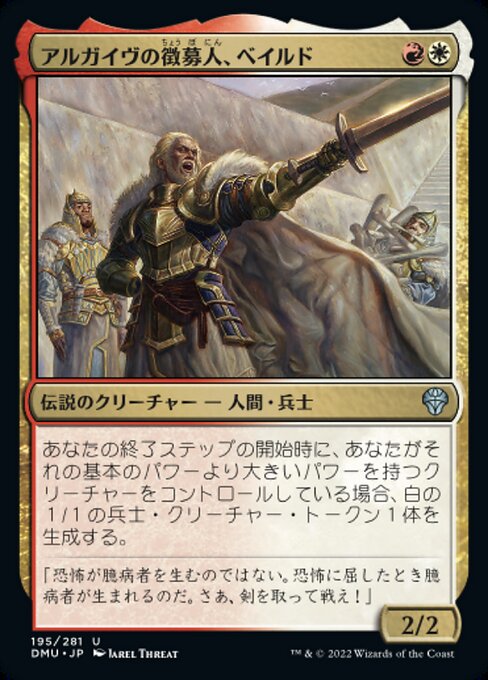 アルガイヴの徴募人、ベイルド
ちょうぼにん
伝説のクリーチャー — 人間・兵士
あなたの終了ステップの開始時に、あなたがそ
れの基本のパワーより大きいパワーを持つク
リーチャーをコントロールしている場合、白の
1/1の兵士・クリーチャー・トークン1体を
生成する。
「恐怖が臆病者を生むのではない。恐怖に屈したとき臆
病者が生まれるのだ。さあ、剣を取って戦え!」
2/2
195/281 U
DMU・JP Jarel Threat
™ & © 2022 Wizards of the Coast